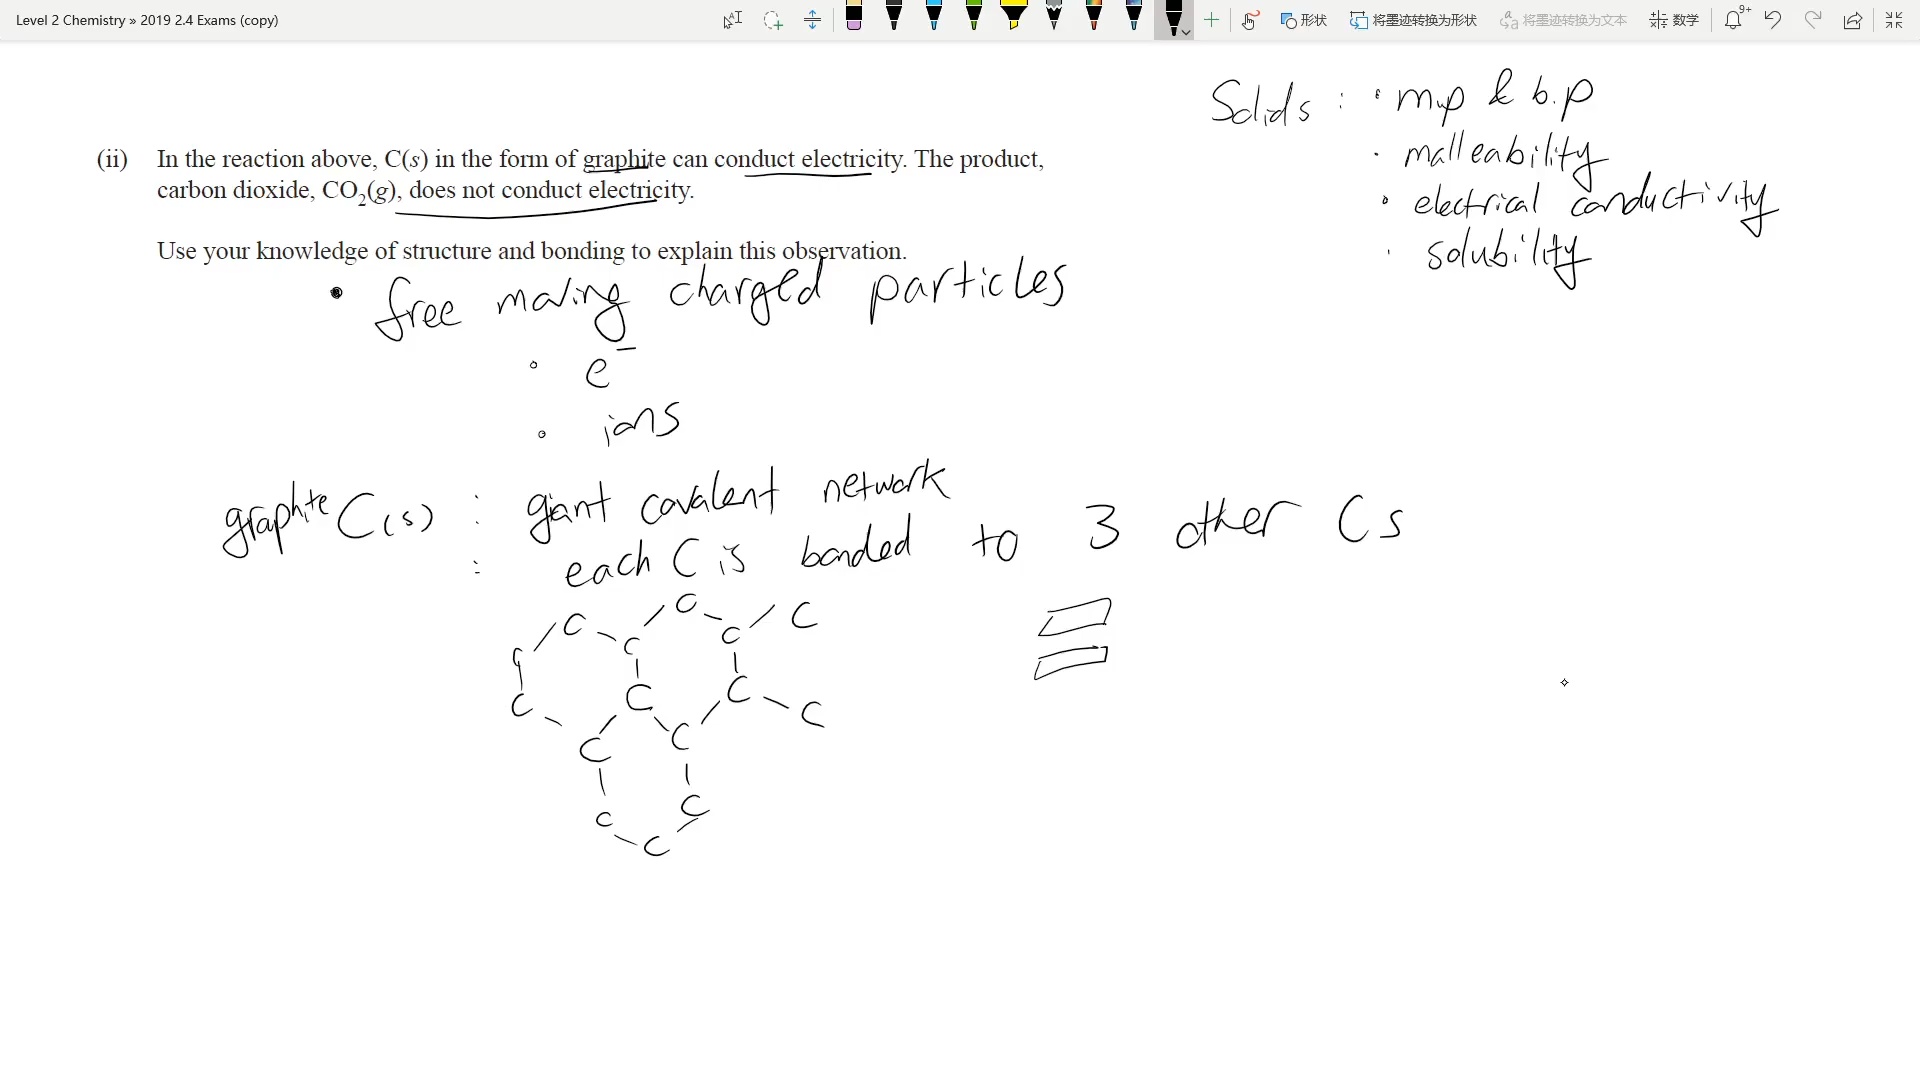 Level 2 Chemistry » 2019 2.4 Exams (copy)
形状
将墨迹转换为形状
将墨迹转换为文本
数学
9+
Solids : · mp & b.p
· malleability
· electrical conductivity
· solubility
(ii) In the reaction above, C(s) in the form of graphite can conduct electricity. The product,
carbon dioxide, CO₂(g), does not conduct electricity.
Use your knowledge of structure and bonding to explain this observation.
• free moving charged particles
· e⁻
· ions
graphite C(s) : giant covalent network
: each C is bonded to 3 other Cs
C C C C C
C C
C C C C
C C
C C
C